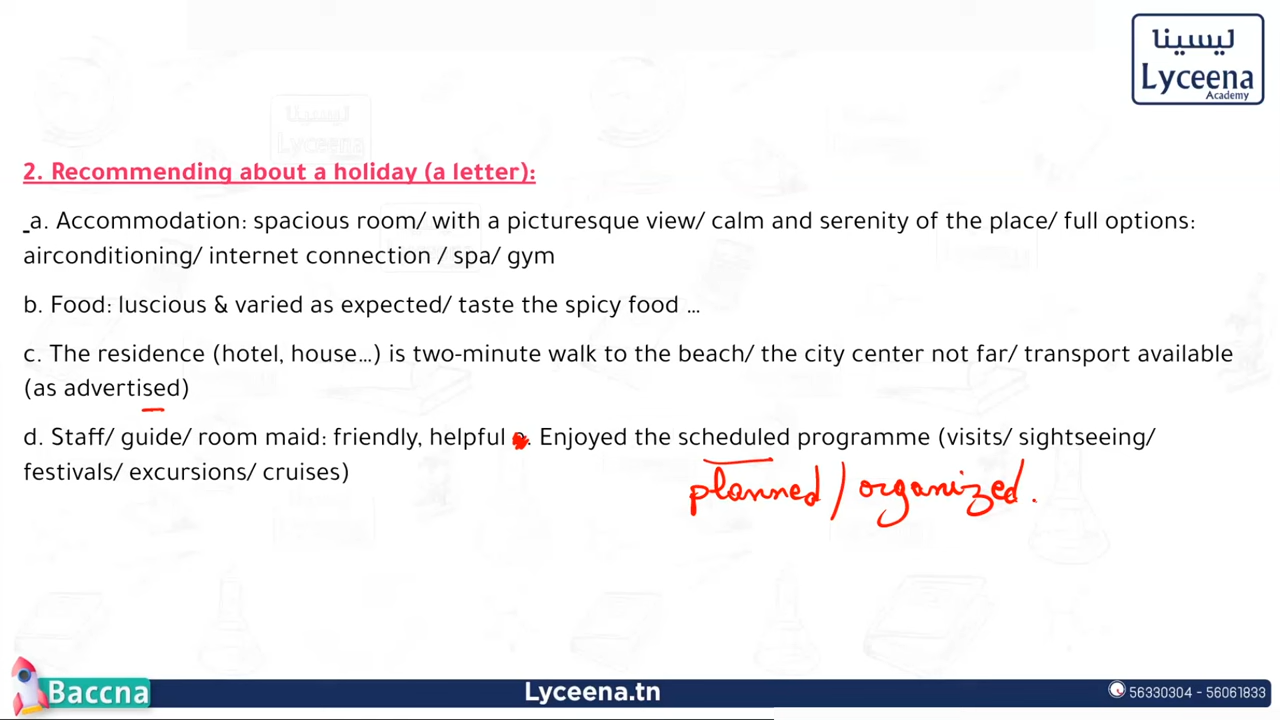 ليسينا
Lyceena
Academy
2. Recommending about a holiday (a letter):
a. Accommodation: spacious room/ with a picturesque view/ calm and serenity of the place/ full options:
airconditioning/ internet connection / spa/ gym
b. Food: luscious & varied as expected/ taste the spicy food ...
c. The residence (hotel, house...) is two-minute walk to the beach/ the city center not far/ transport available
(as advertised)
d. Staff/ guide/ room maid: friendly, helpful . Enjoyed the scheduled programme (visits/ sightseeing/
festivals/ excursions/ cruises)
planned / organized.
Baccna
Lyceena.tn
56330304 - 56061833